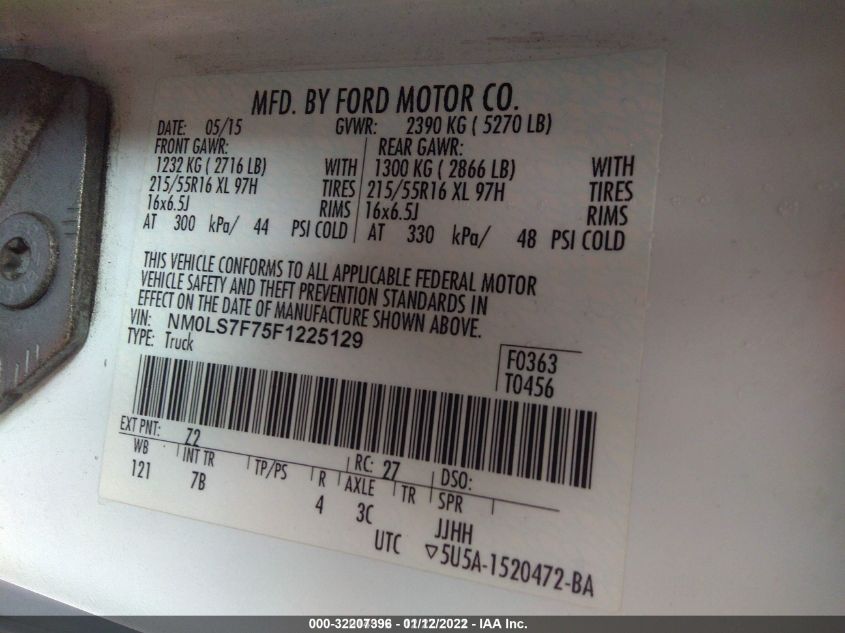 MFD. BY FORD MOTOR CO.
DATE: 05/15 GVWR: 2390 KG ( 5270 LB)
FRONT GAWR: REAR GAWR:
1232 KG ( 2716 LB) WITH 1300 KG ( 2866 LB) WITH
215/55R16 XL 97H TIRES 215/55R16 XL 97H TIRES
16x6.5J RIMS 16x6.5J RIMS
AT 300 kPa/ 44 PSI COLD AT 330 kPa/ 48 PSI COLD
THIS VEHICLE CONFORMS TO ALL APPLICABLE FEDERAL MOTOR
VEHICLE SAFETY AND THEFT PREVENTION STANDARDS IN
EFFECT ON THE DATE OF MANUFACTURE SHOWN ABOVE.
VIN: NM0LS7F75F1225129
TYPE: Truck
F0363
T0456
EXT PNT: Z2 RC: 27 DSO:
WB INT TR TP/PS R AXLE TR SPR
121 7B 4 3C JJHH
UTC ▽5U5A-1520472-BA
000-32207396 - 01/12/2022 - IAA Inc.